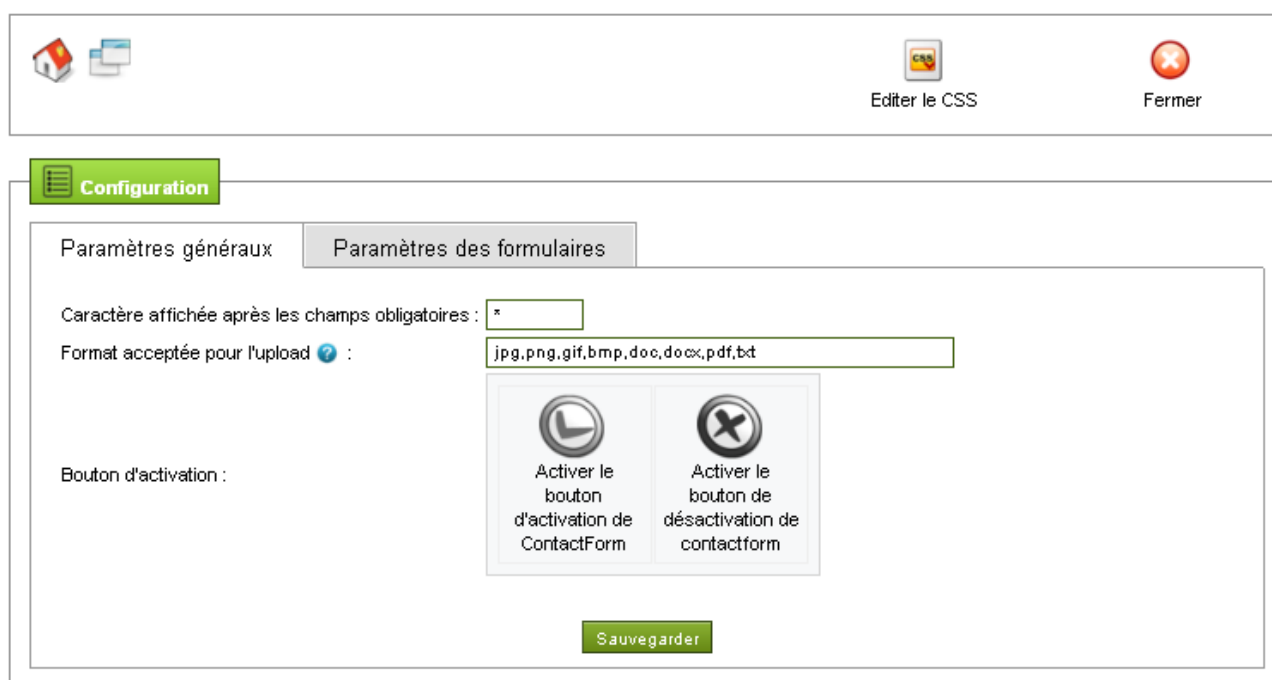 css
Editer le CSS
Fermer
Configuration
Paramètres généraux
Paramètres des formulaires
Caractère affichée après les champs obligatoires : *
Format acceptée pour l'upload ? : jpg,png,gif,bmp,doc,docx,pdf,txt
Bouton d'activation :
Activer le
bouton
d'activation de
ContactForm
Activer le
bouton de
désactivation de
contactform
Sauvegarder